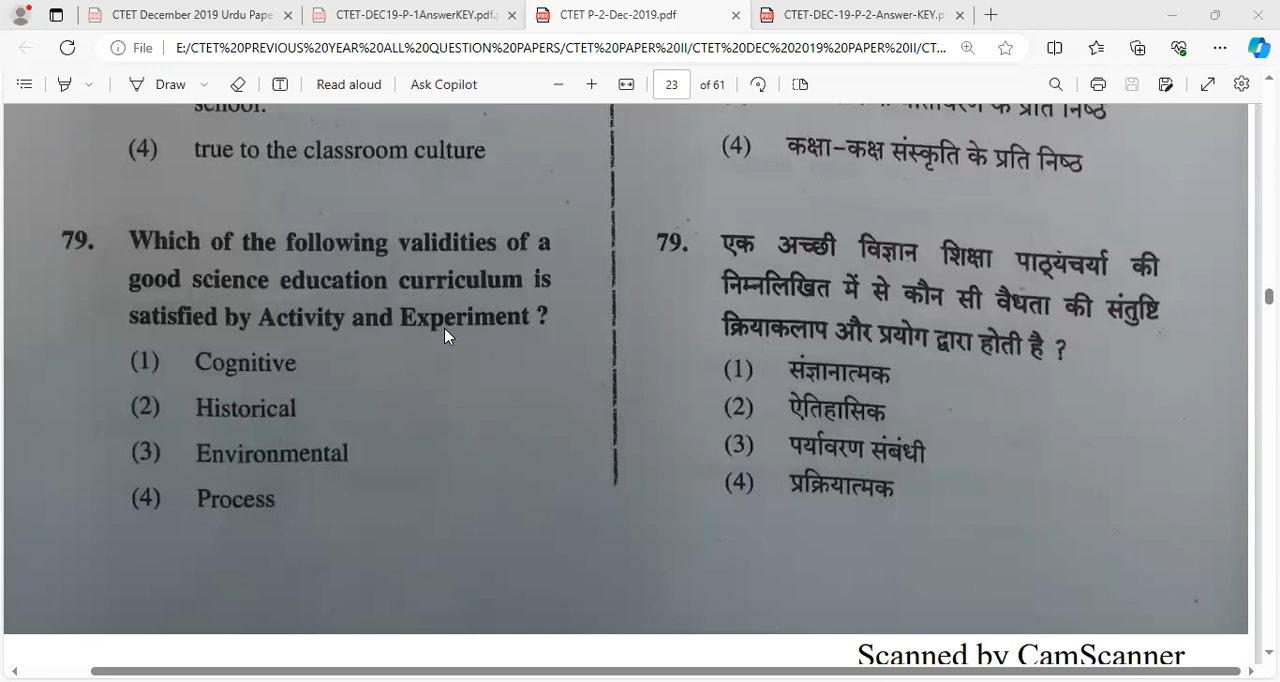 CTET December 2019 Urdu Pape
CTET-DEC19-P-1AnswerKEY.pdf.
CTET P-2-Dec-2019.pdf
CTET-DEC-19-P-2-Answer-KEY.p
File
E:/CTET%20PREVIOUS%20YEAR%20ALL%20QUESTION%20PAPERS/CTET%20PAPER%20II/CTET%20DEC%202019%20PAPER%20II/CT...
Draw
Read aloud
Ask Copilot
23 of 61
school.
(4) true to the classroom culture
79. Which of the following validities of a
good science education curriculum is
satisfied by Activity and Experiment ?
(1) Cognitive
(2) Historical
(3) Environmental
(4) Process
के प्रति निष्ठ
(4) कक्षा-कक्ष संस्कृति के प्रति निष्ठ
79. एक अच्छी विज्ञान शिक्षा पाठ्यंचर्या की
निम्नलिखित में से कौन सी वैधता की संतुष्टि
क्रियाकलाप और प्रयोग द्वारा होती है ?
(1) संज्ञानात्मक
(2) ऐतिहासिक
(3) पर्यावरण संबंधी
(4) प्रक्रियात्मक
Scanned by CamScanner